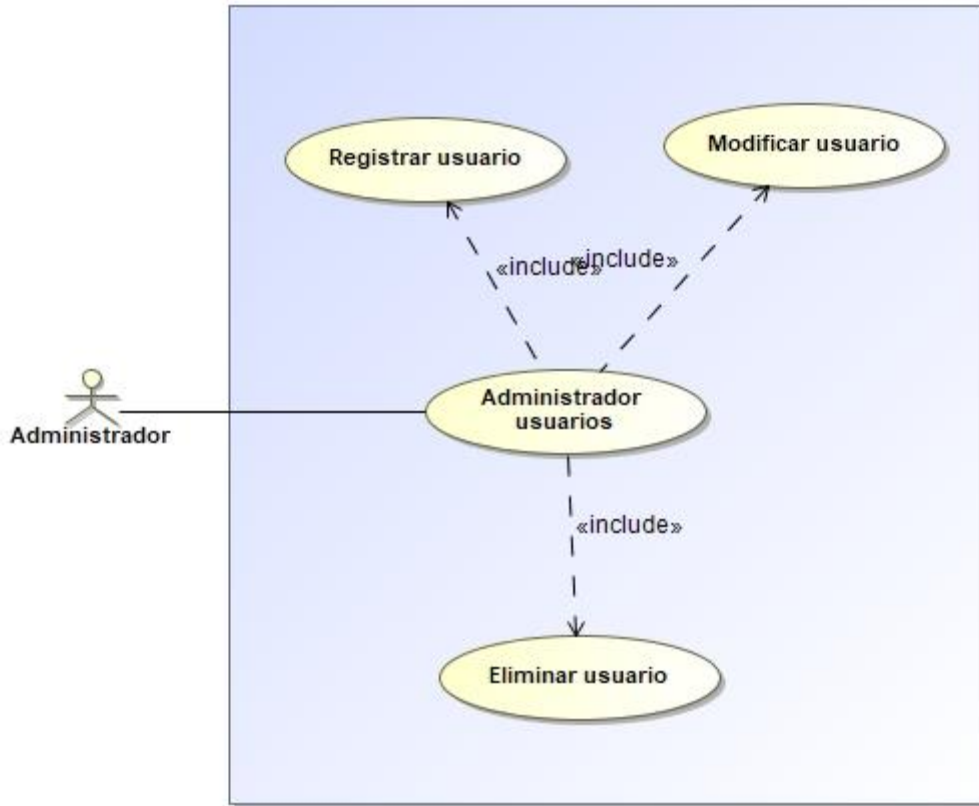 Registrar usuario
Modificar usuario
«include»
«include»
Administrador
usuarios
Administrador
«include»
Eliminar usuario